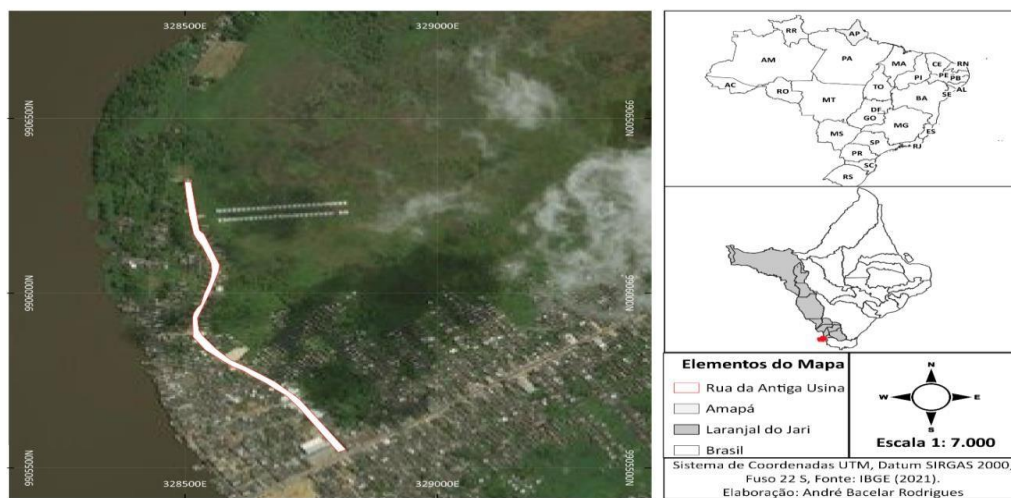 328500E
329000E
9906500N
9906500N
9906000N
9906000N
9905500N
9905500N
328500E
329000E
RR
AP
AM
PA
MA
CE
RN
PB
PE
PI
AL
AC
RO
TO
SE
BA
MT
DF
GO
MG
MS
ES
SP
RJ
PR
SC
RS
Elementos do Mapa
Rua da Antiga Usina
Amapá
Laranjal do Jari
Brasil
N
W
E
S
Escala 1: 7.000
Sistema de Coordenadas UTM, Datum SIRGAS 2000,
Fuso 22 S, Fonte: IBGE (2021).
Elaboração: André Bacelar Rodrigues